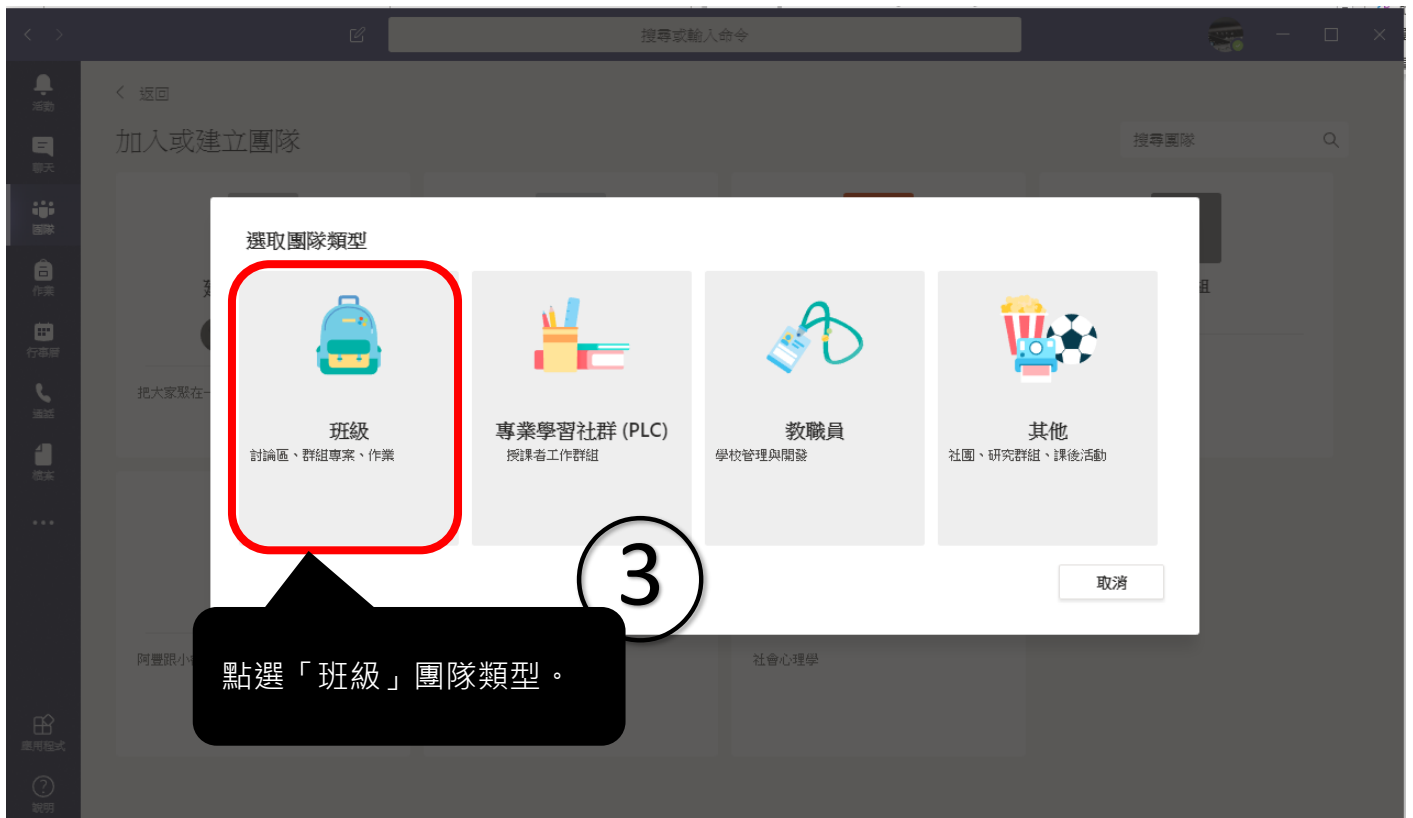 搜尋或輸入命令
活動
返回
聊天
加入或建立團隊
搜尋團隊
團隊
選取團隊類型
作業
組
行事曆
把大家聚在一
通話
班級
專業學習社群 (PLC)
教職員
其他
討論區、群組專案、作業
授課者工作群組
學校管理與開發
社團、研究群組、課後活動
檔案
3
取消
點選「班級」團隊類型。
阿豐跟小
社會心理學
應用程式
說明